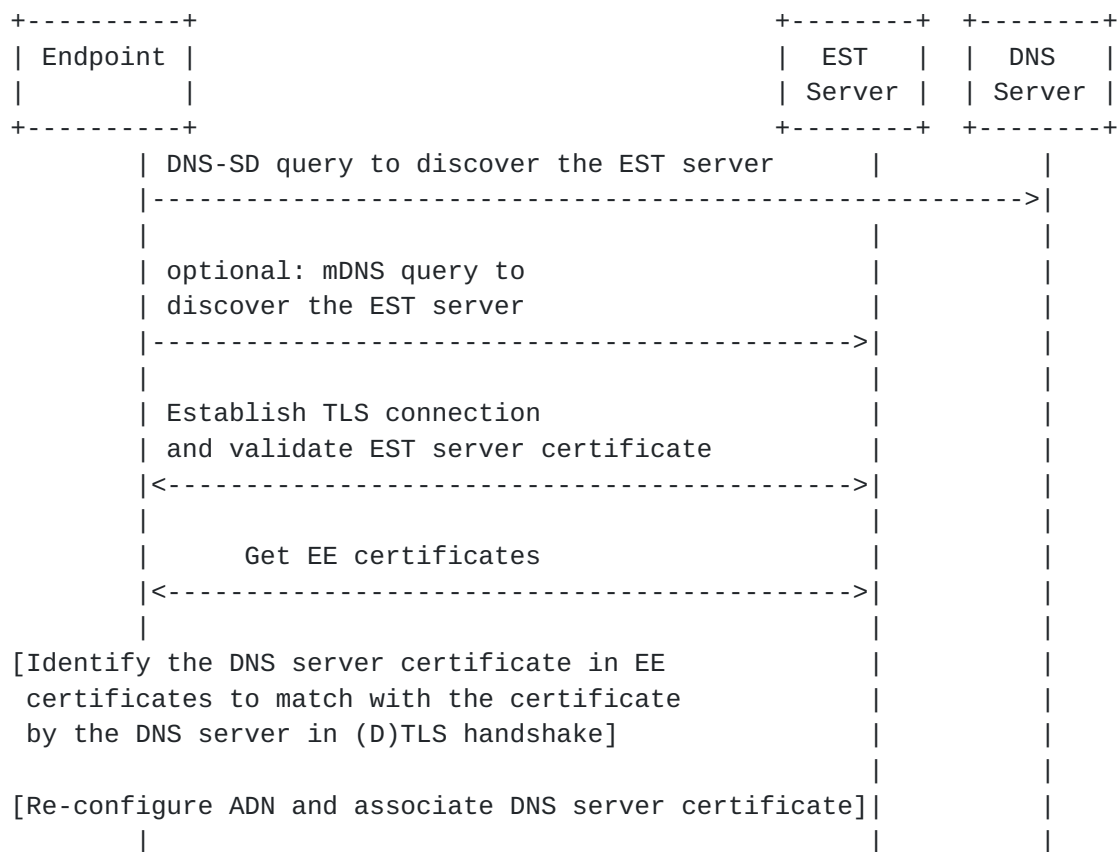 +----------+                                       +--------+  +--------+
| Endpoint |                                       |  EST   |  |  DNS   |
|          |                                       | Server |  | Server |
+----------+                                       +--------+  +--------+
        | DNS-SD query to discover the EST server       |          |
        |--------------------------------------------------------->|
        |                                               |          |
        | optional: mDNS query to                       |          |
        | discover the EST server                       |          |
        |---------------------------------------------->|          |
        |                                               |          |
        | Establish TLS connection                      |          |
        | and validate EST server certificate           |          |
        |<--------------------------------------------->|          |
        |                                               |          |
        |      Get EE certificates                      |          |
        |<--------------------------------------------->|          |
        |                                               |          |
[Identify the DNS server certificate in EE              |          |
 certificates to match with the certificate             |          |
 by the DNS server in (D)TLS handshake]                 |          |
                                                        |          |
[Re-configure ADN and associate DNS server certificate]|          |
        |                                               |          |